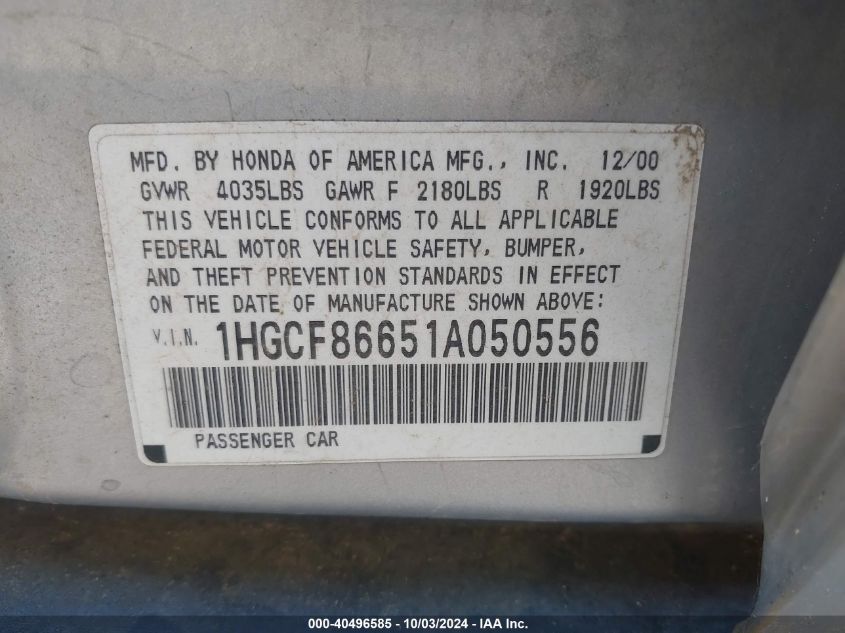 MFD. BY HONDA OF AMERICA MFG., INC. 12/00
GVWR 4035LBS GAWR F 2180LBS R 1920LBS
THIS VEHICLE CONFORMS TO ALL APPLICABLE
FEDERAL MOTOR VEHICLE SAFETY, BUMPER,
AND THEFT PREVENTION STANDARDS IN EFFECT
ON THE DATE OF MANUFACTURE SHOWN ABOVE:
V.I.N. 1HGCF86651A050556
PASSENGER CAR
000-40496585 - 10/03/2024 - IAA Inc.